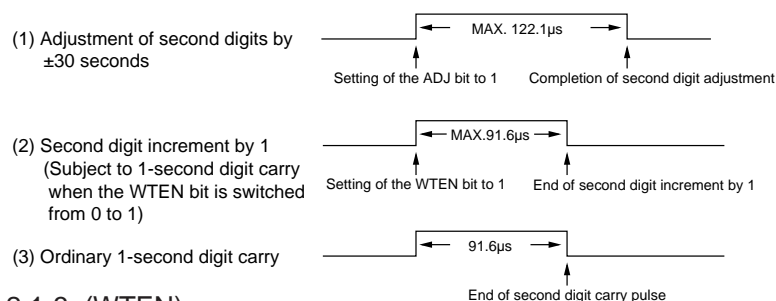 (1) Adjustment of second digits by
±30 seconds
MAX. 122.1µs
Setting of the ADJ bit to 1
Completion of second digit adjustment
(2) Second digit increment by 1
(Subject to 1-second digit carry
when the WTEN bit is switched
from 0 to 1)
MAX.91.6µs
Setting of the WTEN bit to 1
End of second digit increment by 1
(3) Ordinary 1-second digit carry
91.6µs
End of second digit carry pulse
(WTEN)